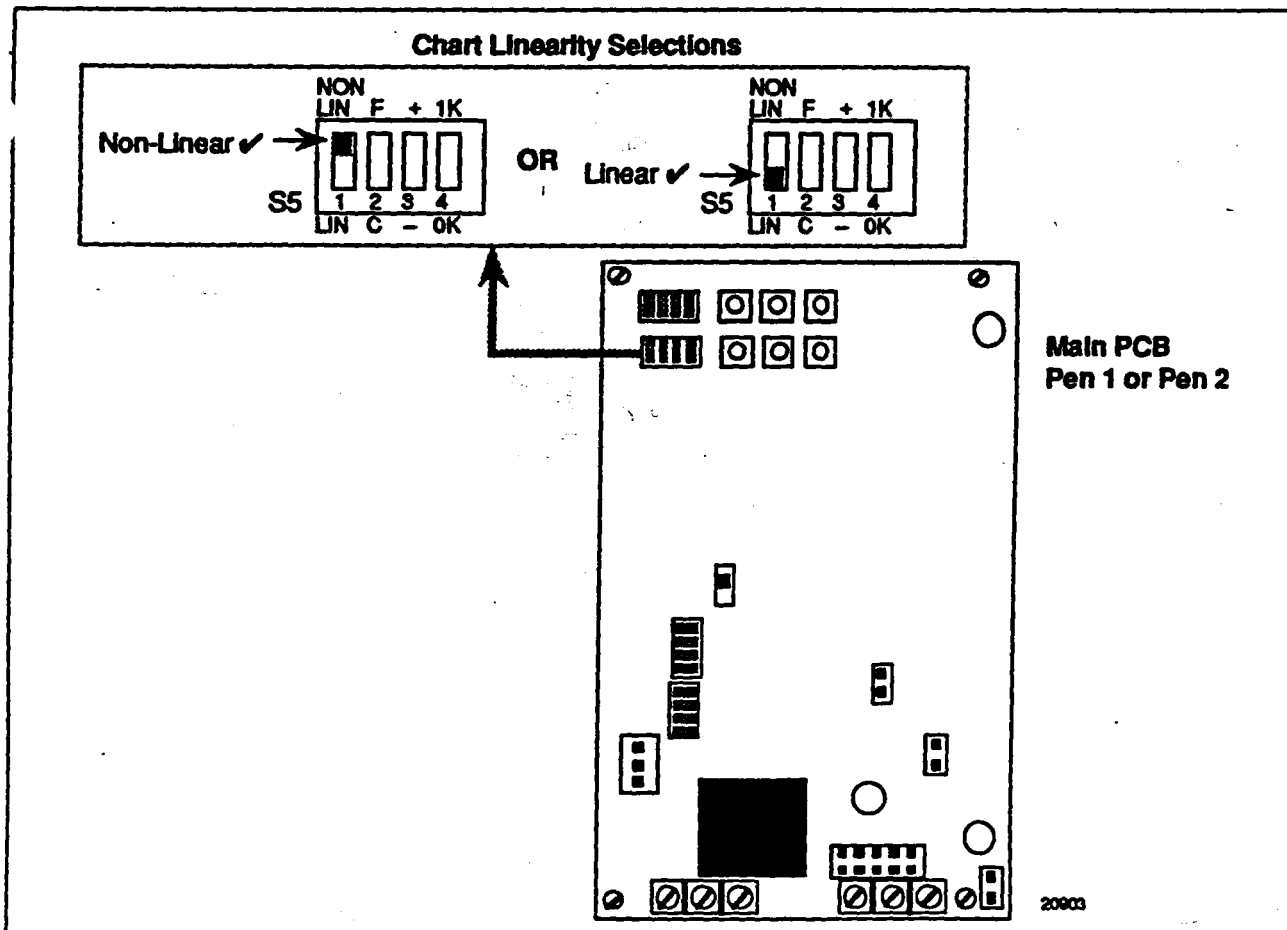 Chart Linearity Selections
NON
LIN F + 1K
Non-Linear ✔
S5 1 2 3 4
LIN C – 0K
OR
NON
LIN F + 1K
Linear ✔
S5 1 2 3 4
LIN C – 0K
Main PCB
Pen 1 or Pen 2
20903